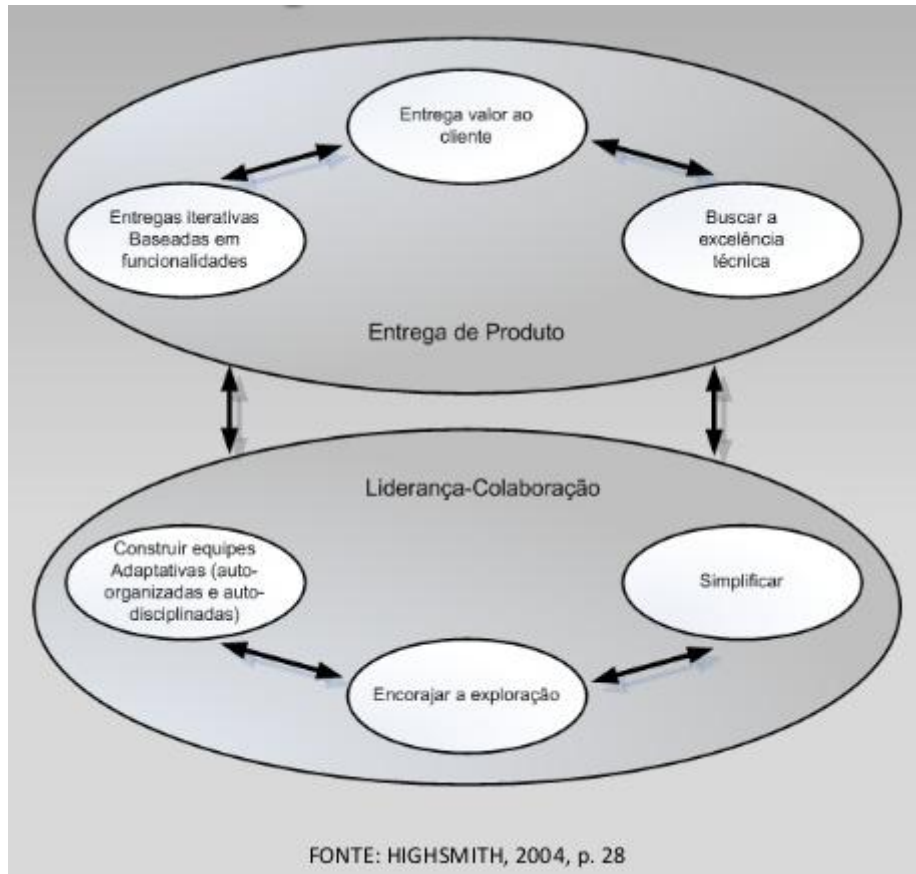 Entrega valor ao
cliente
Entregas iterativas
Baseadas em
funcionalidades
Buscar a
excelência
técnica
Entrega de Produto
Liderança-Colaboração
Construir equipes
Adaptativas (auto-
organizadas e auto-
disciplinadas)
Simplificar
Encorajar a exploração
FONTE: HIGHSMITH, 2004, p. 28